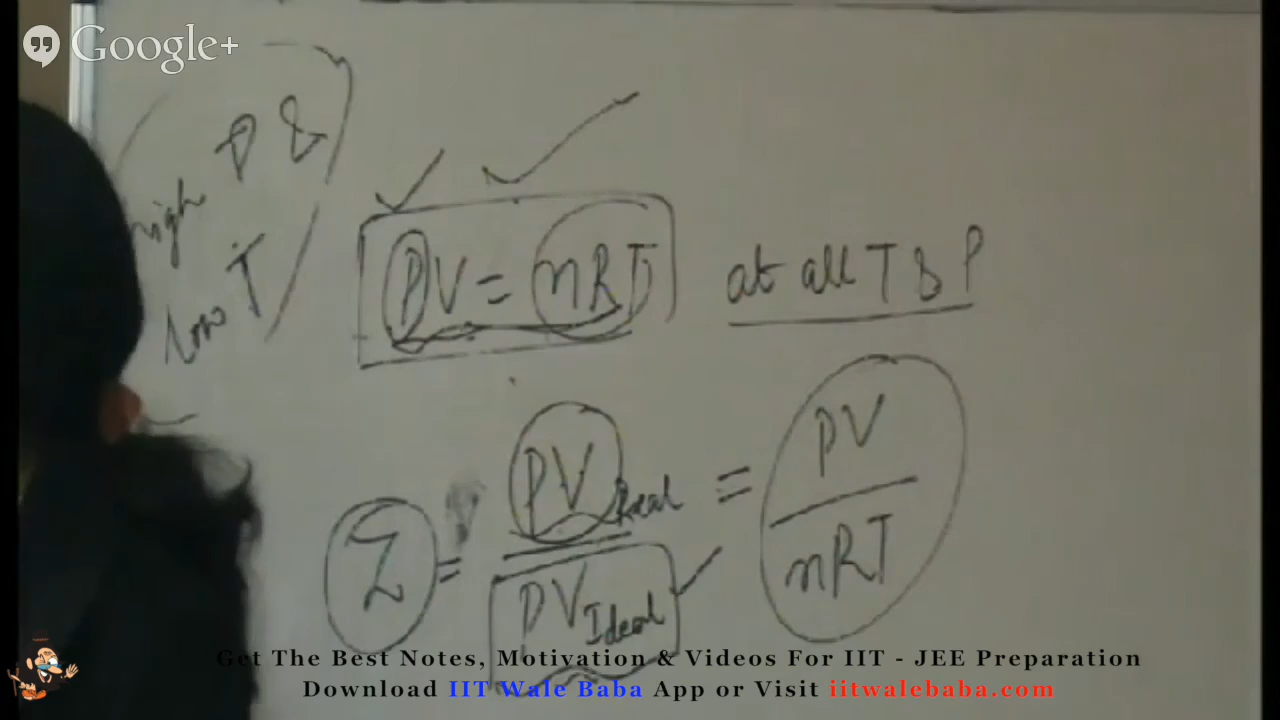 Google+
high P &
low T
PV = nRT at all T & P
Z = PV Real / PV Ideal = PV / nRT
Get The Best Notes, Motivation & Videos For IIT - JEE Preparation
Download IIT Wale Baba App or Visit iitwalebaba.com